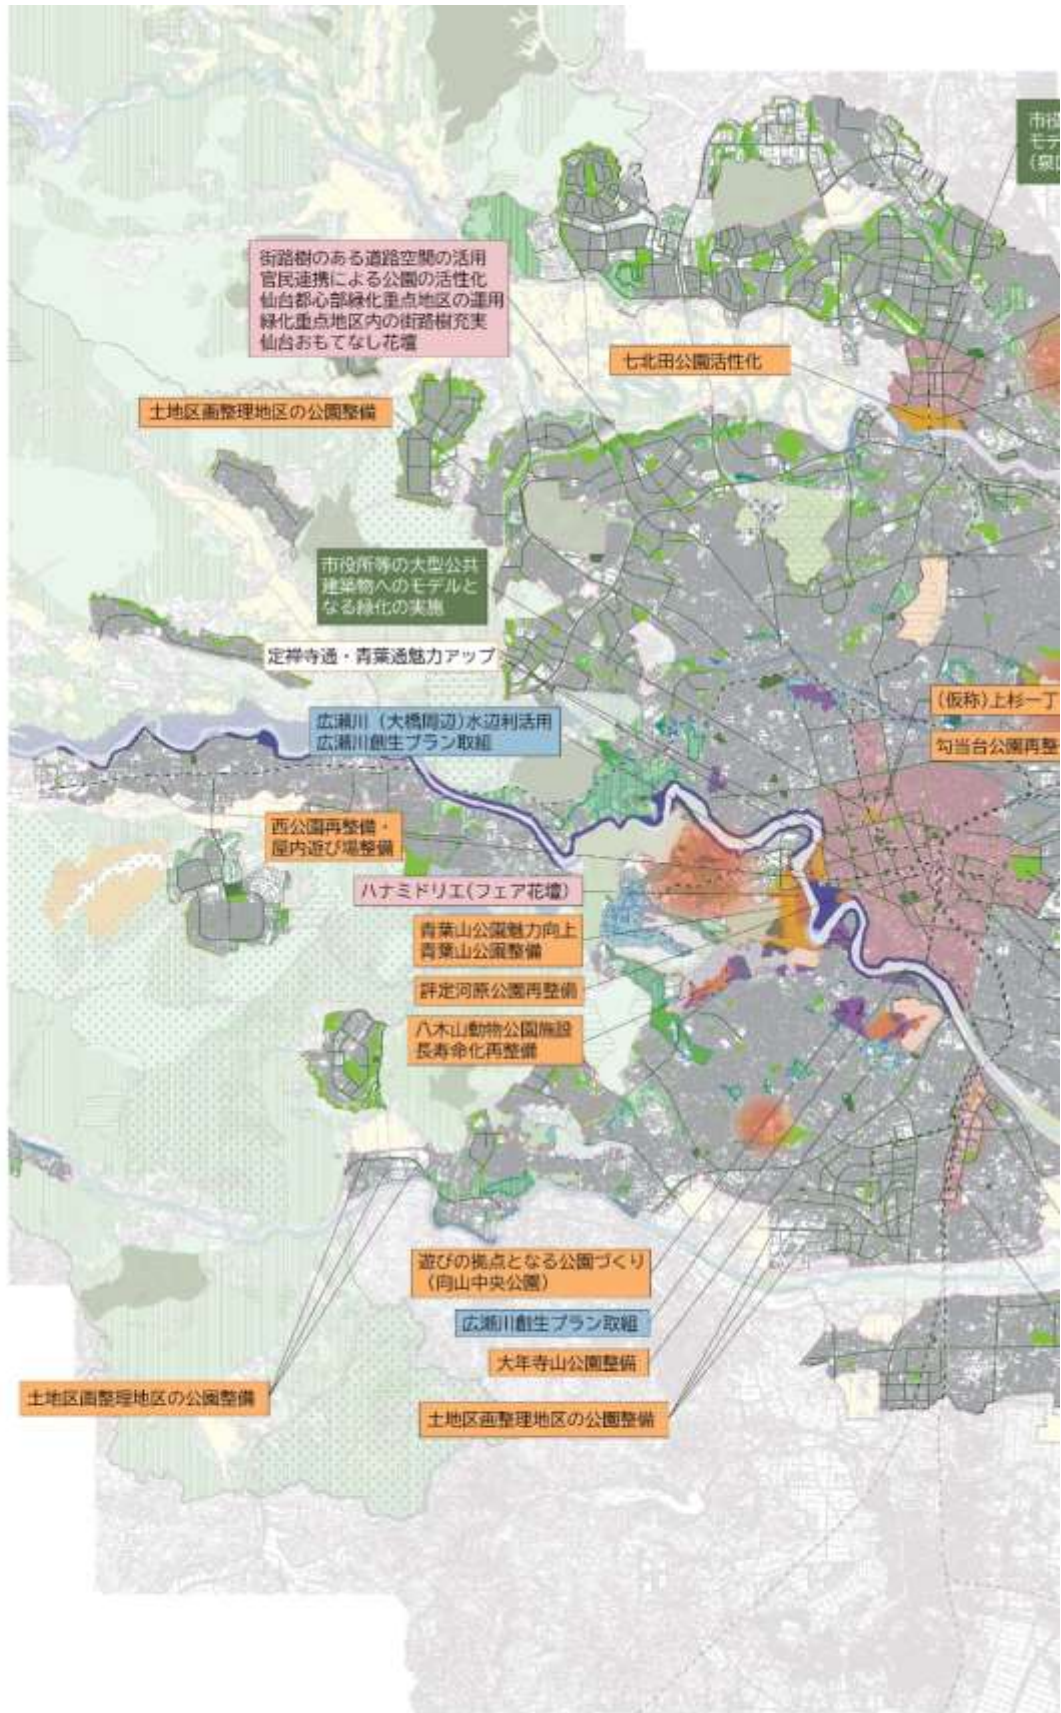 市役
モデ
街路樹のある道路空間の活用
官民連携による公園の活性化
仙台都心部緑化重点地区の運用
緑化重点地区内の街路樹充実
仙台おもてなし花壇
七北田公園活性化
土地区画整理地区の公園整備
市役所等の大型公共
建築物へのモデルと
なる緑化の実施
定禅寺通・青葉通魅力アップ
(仮称)上杉一丁
広瀬川（大橋周辺)水辺利活用
広瀬川創生プラン取組
勾当台公園再整
西公園再整備・
屋内遊び場整備
ハナミドリエ(フェア花壇)
青葉山公園魅力向上
青葉山公園整備
評定河原公園再整備
八木山動物公園施設
長寿命化再整備
遊びの拠点となる公園づくり
（向山中央公園）
広瀬川創生プラン取組
大年寺山公園整備
土地区画整理地区の公園整備
土地区画整理地区の公園整備